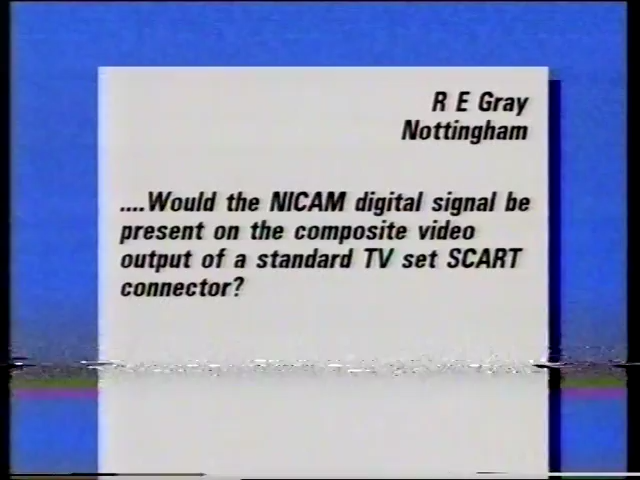 R E Gray
Nottingham
....Would the NICAM digital signal be
present on the composite video
output of a standard TV set SCART
connector?